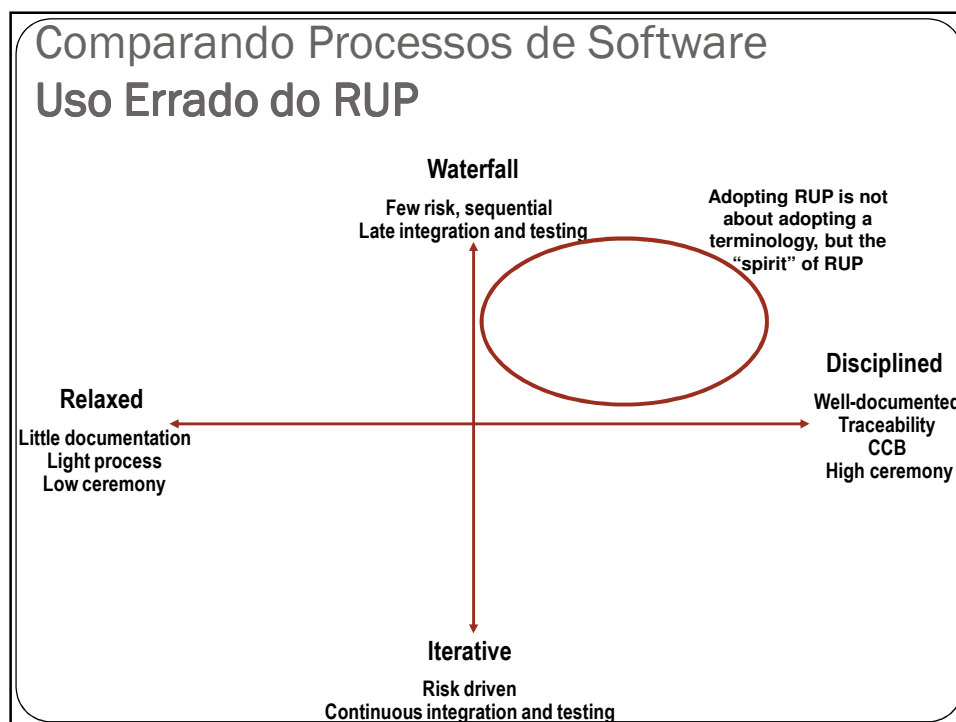 Comparando Processos de Software
Uso Errado do RUP
Waterfall
Few risk, sequential
Late integration and testing
Adopting RUP is not
about adopting a
terminology, but the
“spirit” of RUP
Disciplined
Well-documented
Traceability
CCB
High ceremony
Relaxed
Little documentation
Light process
Low ceremony
Iterative
Risk driven
Continuous integration and testing